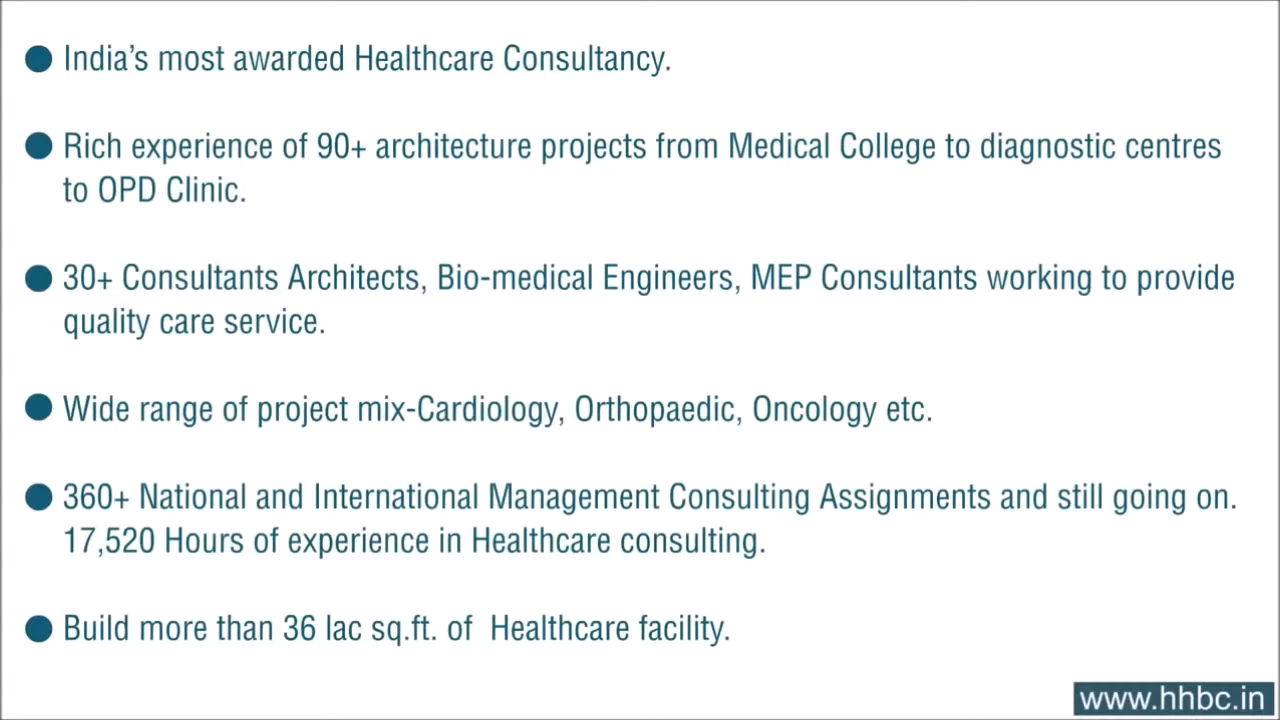 India's most awarded Healthcare Consultancy.
Rich experience of 90+ architecture projects from Medical College to diagnostic centres
to OPD Clinic.
30+ Consultants Architects, Bio-medical Engineers, MEP Consultants working to provide
quality care service.
Wide range of project mix-Cardiology, Orthopaedic, Oncology etc.
360+ National and International Management Consulting Assignments and still going on.
17,520 Hours of experience in Healthcare consulting.
Build more than 36 lac sq.ft. of  Healthcare facility.
www.hhbc.in